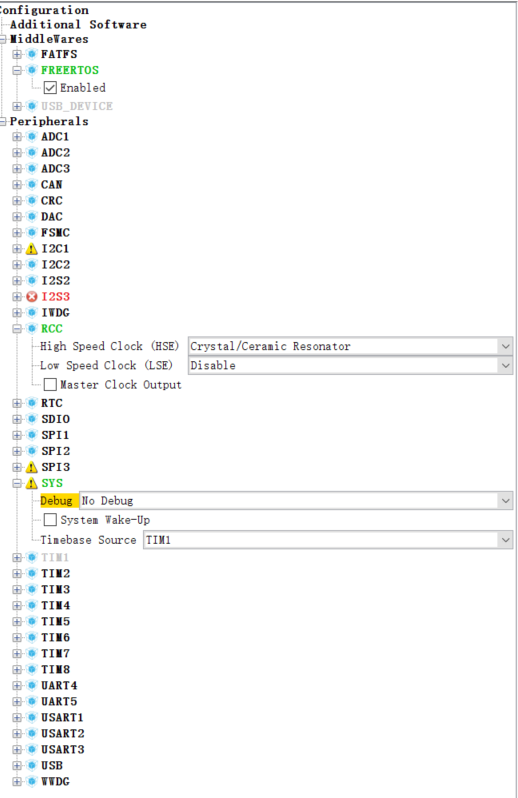 Configuration
Additional Software
MiddleWares
FATFS
FREERTOS
Enabled
USB_DEVICE
Peripherals
ADC1
ADC2
ADC3
CAN
CRC
DAC
FSMC
I2C1
I2C2
I2S2
I2S3
IWDG
RCC
High Speed Clock (HSE) Crystal/Ceramic Resonator
Low Speed Clock (LSE) Disable
Master Clock Output
RTC
SDIO
SPI1
SPI2
SPI3
SYS
Debug No Debug
System Wake-Up
Timebase Source TIM1
TIM1
TIM2
TIM3
TIM4
TIM5
TIM6
TIM7
TIM8
UART4
UART5
USART1
USART2
USART3
USB
WWDG